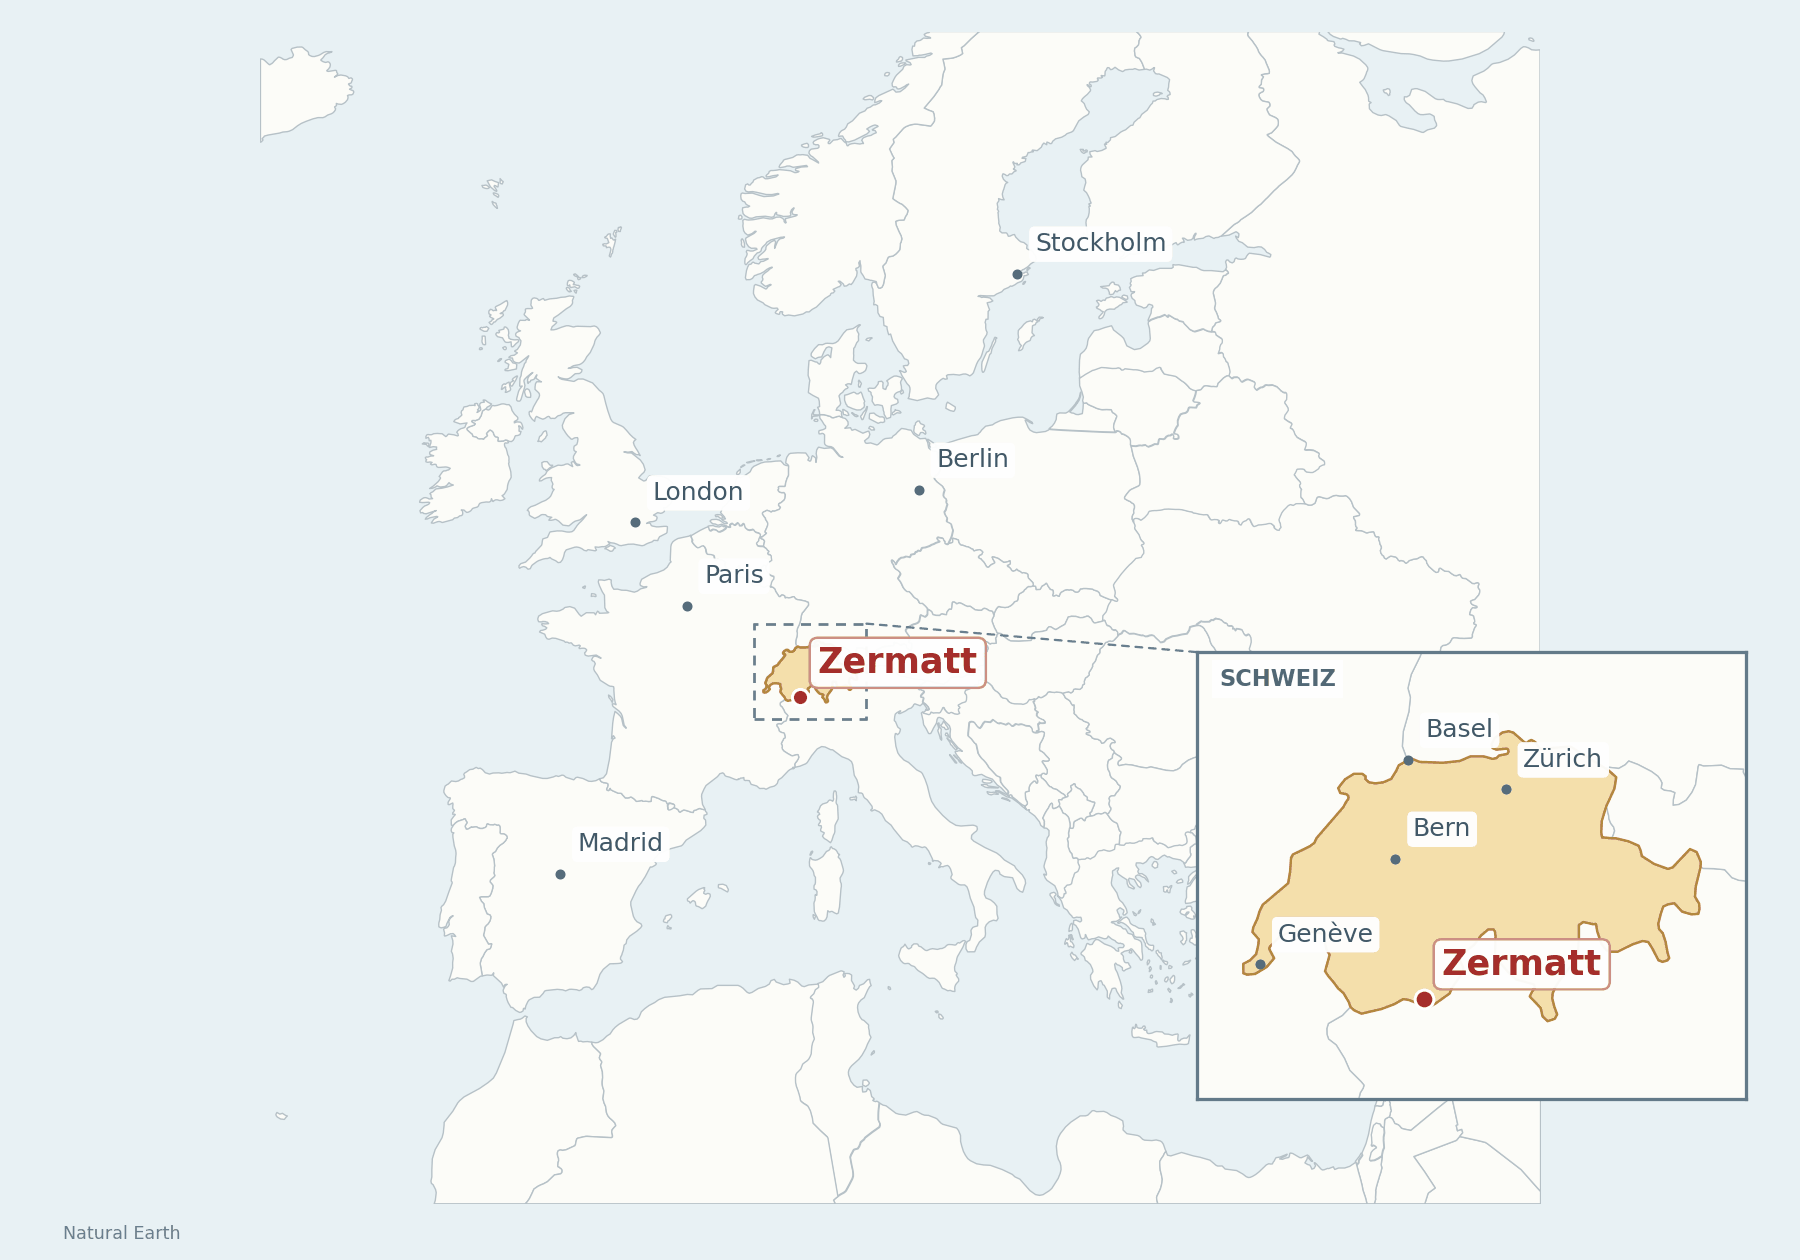 Stockholm
Berlin
London
Paris
Zermatt
SCHWEIZ
Basel
Zürich
Bern
Madrid
Genève
Zermatt
Natural Earth